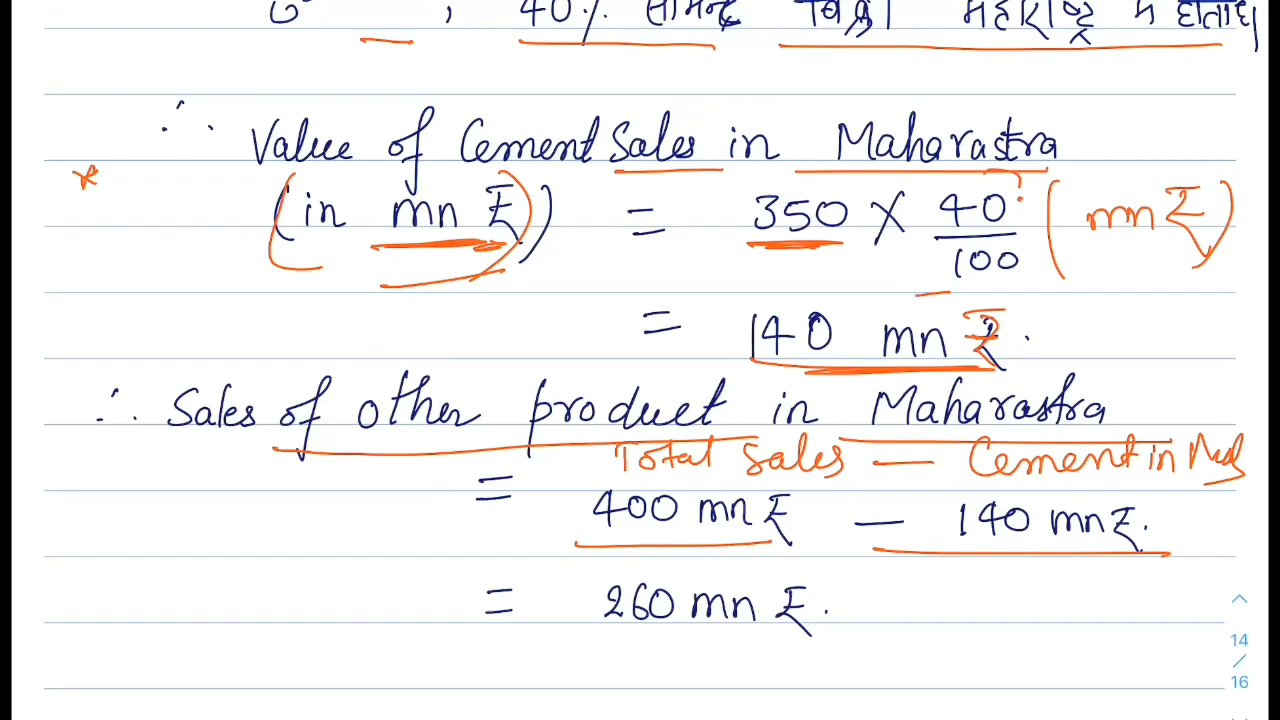 , 40% सीमेन्ट बिक्री महाराष्ट्र में होता था
∴ Value of Cement Sales in Maharastra
* (in mn ₹) = 350 × 40/100 (mn ₹)
= 140 mn ₹.
∴ Sales of other product in Maharastra
Total Sales — Cement in
= 400 mn ₹ — 140 mn ₹.
= 260 mn ₹.
14
/
16